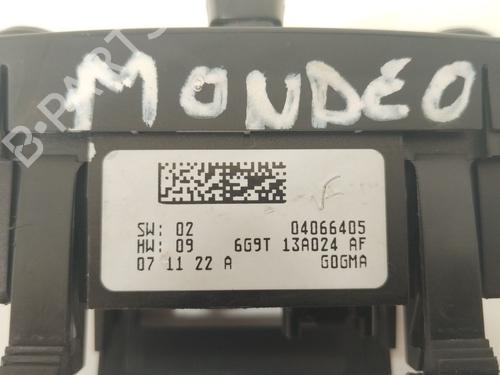 MONDEO
B-PARTS
SW: 02 04066405
HW: 09 6G9T 13A024 AF
07 11 22 A GOGMA